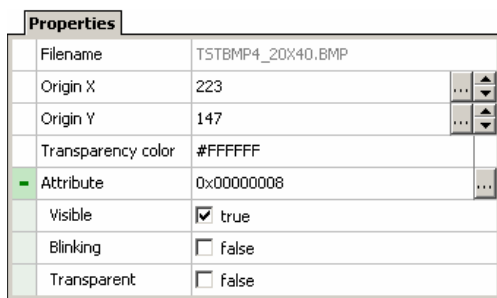 Properties
Filename TSTBMP4_20X40.BMP
Origin X 223 ...
Origin Y 147 ...
Transparency color #FFFFFF
Attribute 0x00000008 ...
Visible true
Blinking false
Transparent false